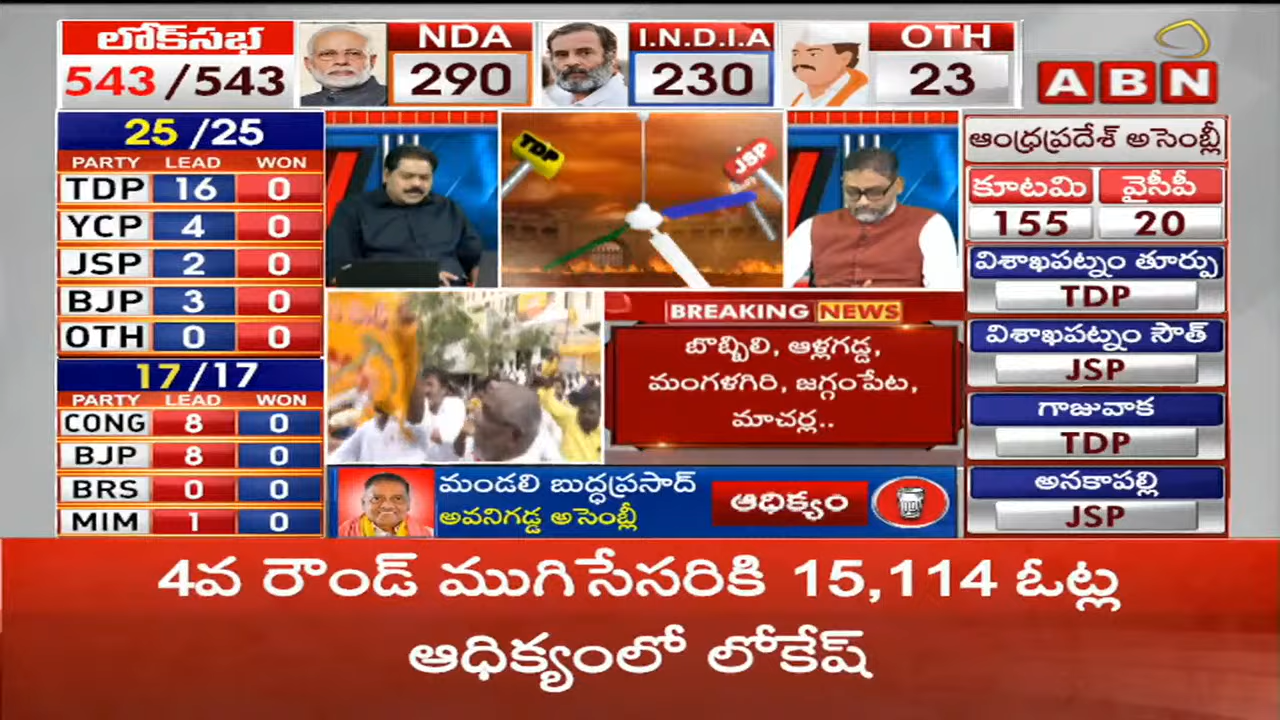 లోక్‌సభ
543/543
NDA
290
I.N.D.I.A
230
OTH
23
ABN
25/25
PARTY LEAD WON
TDP 16 0
YCP 4 0
JSP 2 0
BJP 3 0
OTH 0 0
17/17
PARTY LEAD WON
CONG 8 0
BJP 8 0
BRS 0 0
MIM 1 0
TDP
JSP
BREAKING NEWS
బొబ్బిలి, ఆళ్లగడ్డ,
మంగళగిరి, జగ్గంపేట,
మాచర్ల..
మండలి బుద్ధప్రసాద్
అవనిగడ్డ అసెంబ్లీ
ఆధిక్యం
ఆంధ్రప్రదేశ్ అసెంబ్లీ
కూటమి వైసీపీ
155 20
విశాఖపట్నం తూర్పు
TDP
విశాఖపట్నం సౌత్
JSP
గాజువాక
TDP
అనకాపల్లి
JSP
4వ రౌండ్ ముగిసేసరికి 15,114 ఓట్ల
ఆధిక్యంలో లోకేష్